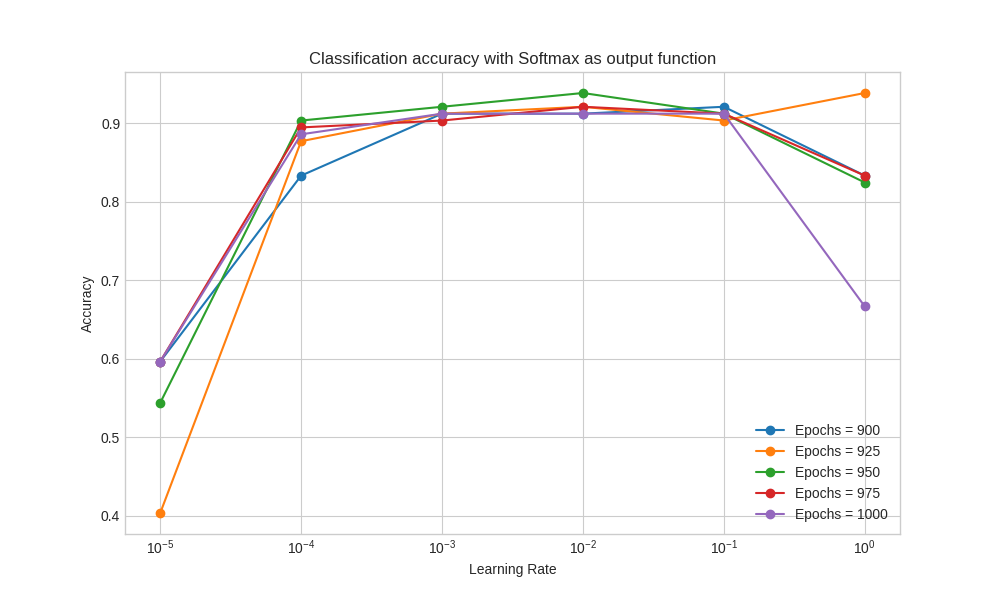 Classification accuracy with Softmax as output function
Accuracy
0.9
0.8
0.7
0.6
0.5
0.4
Epochs = 900
Epochs = 925
Epochs = 950
Epochs = 975
Epochs = 1000
10⁻⁵ 10⁻⁴ 10⁻³ 10⁻² 10⁻¹ 10⁰
Learning Rate